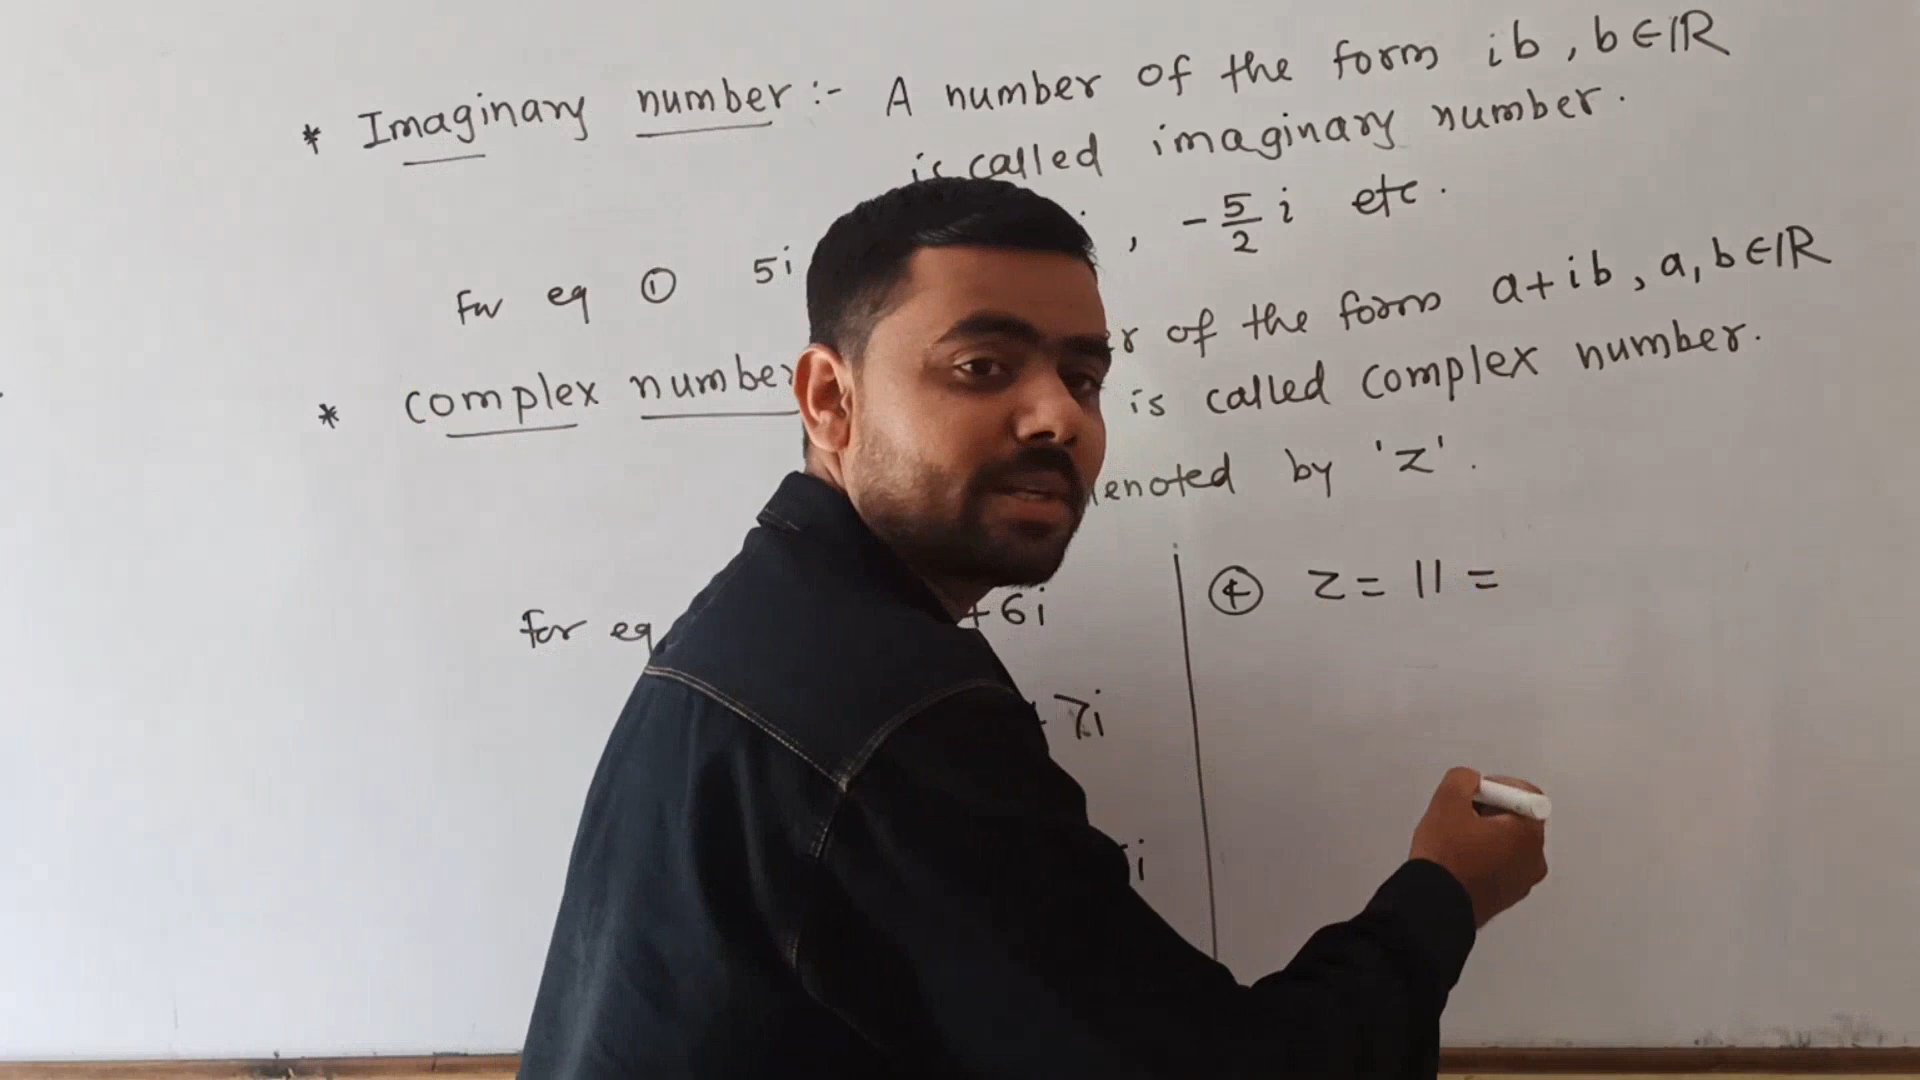 * Imaginary number :- A number of the form ib , b ∈ IR
is called imaginary number.
For eg ① 5i , -5/2 i etc.
* Complex number of the form a+ib , a, b ∈ IR
is called complex number.
by 'z'.
For eg +6i
7i
i
④ z = 11 =